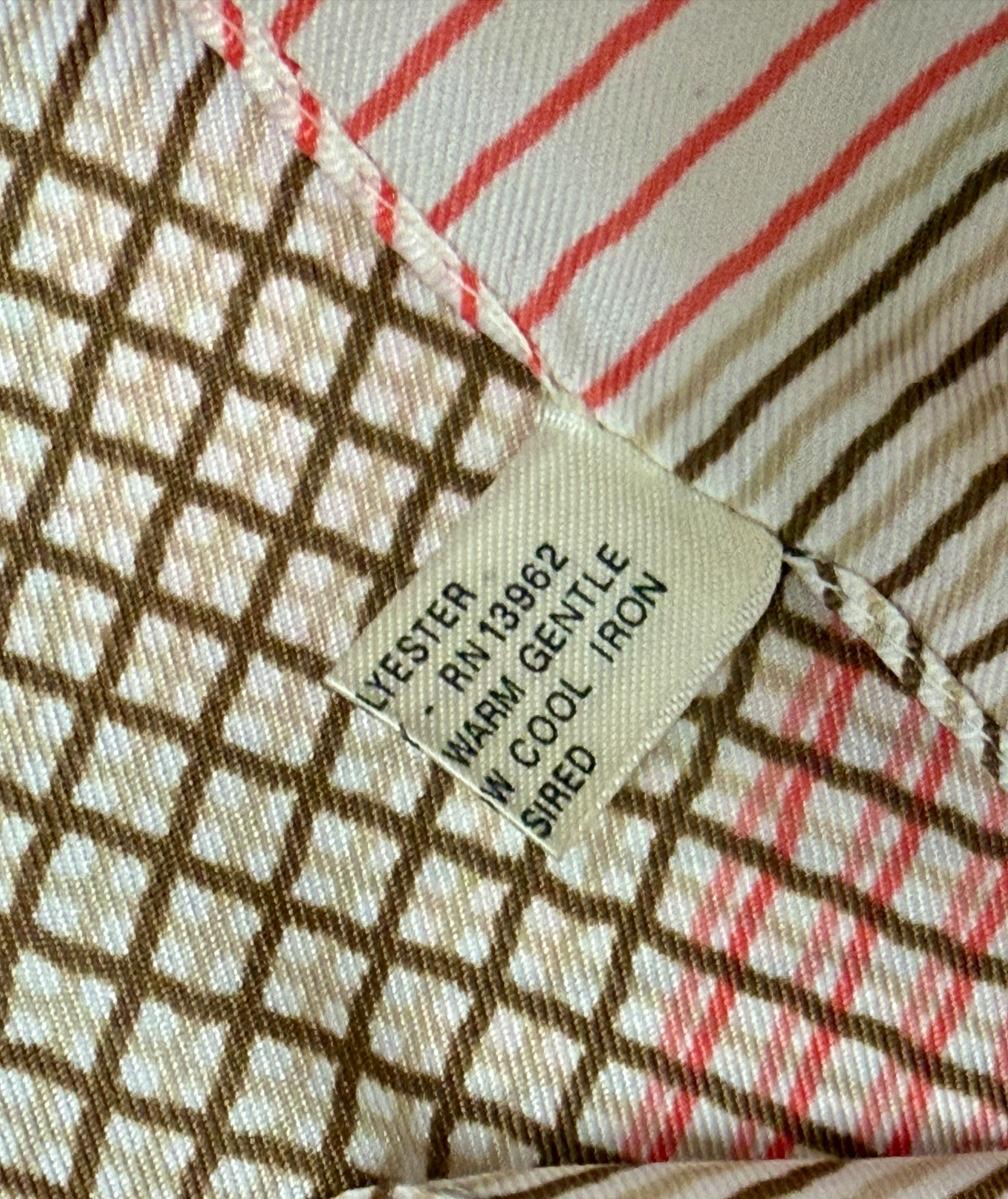 LYESTER
. RN 13962
WARM GENTLE
W COOL IRON
SIRED